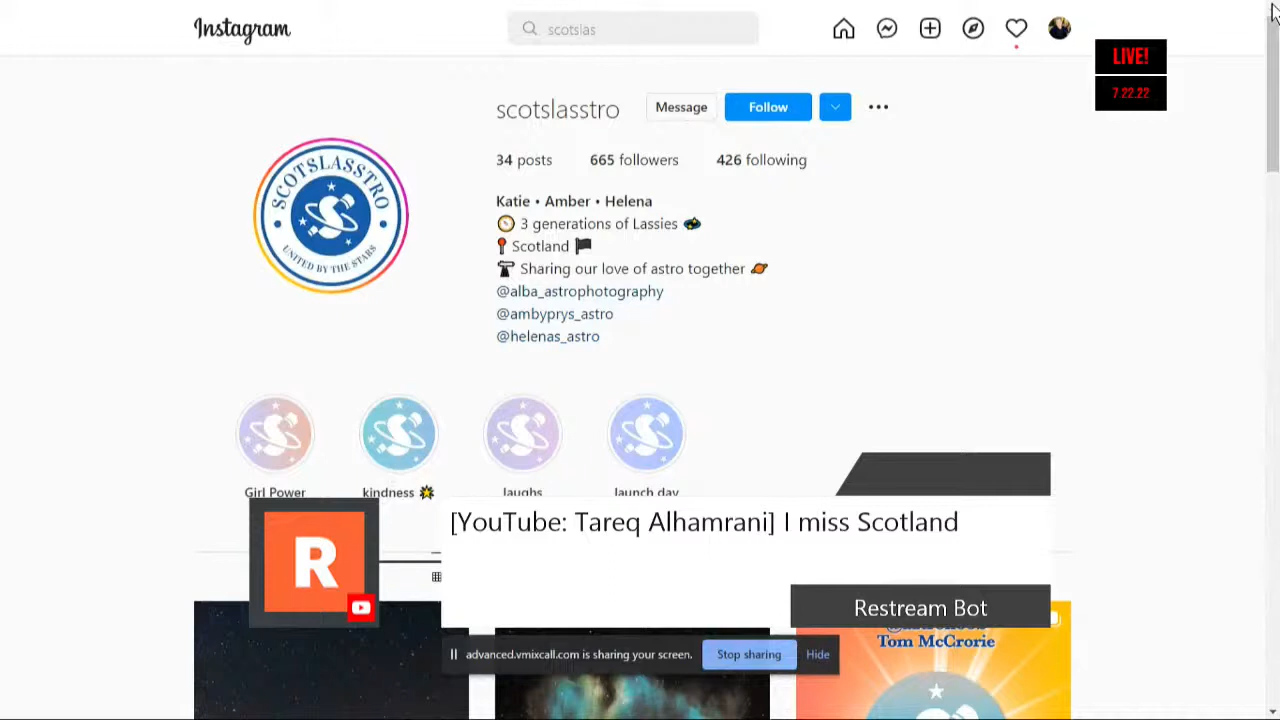 Instagram
scotslas
LIVE!
7 22.22
scotslasstro
Message
Follow
34 posts
665 followers
426 following
SCOTSLASSTRO
UNITED BY THE STARS
Katie • Amber • Helena
3 generations of Lassies
Scotland
Sharing our love of astro together
@alba_astrophotography
@ambyprys_astro
@helenas_astro
Girl Power
kindness
laughs
launch day
R
[YouTube: Tareq Alhamrani] I miss Scotland
Restream Bot
Tom McCrorie
advanced.vmixcall.com is sharing your screen.
Stop sharing
Hide